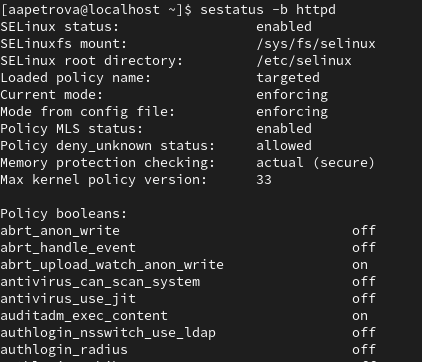 [aapetrova@localhost ~]$ sestatus -b httpd
SELinux status:                 enabled
SELinuxfs mount:                /sys/fs/selinux
SELinux root directory:         /etc/selinux
Loaded policy name:             targeted
Current mode:                   enforcing
Mode from config file:          enforcing
Policy MLS status:              enabled
Policy deny_unknown status:     allowed
Memory protection checking:     actual (secure)
Max kernel policy version:      33

Policy booleans:
abrt_anon_write                             off
abrt_handle_event                           off
abrt_upload_watch_anon_write                on
antivirus_can_scan_system                   off
antivirus_use_jit                           off
auditadm_exec_content                       on
authlogin_nsswitch_use_ldap                 off
authlogin_radius                            off